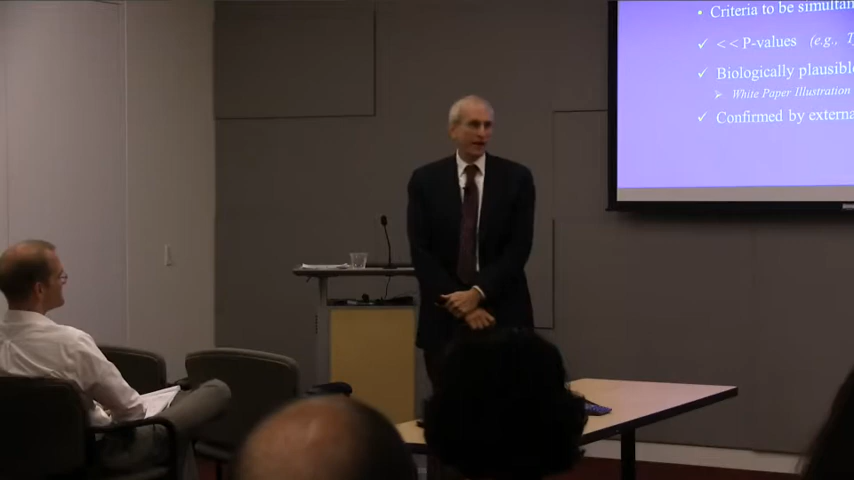 • Criteria to be simultan
✓ << P-values (e.g., T
✓ Biologically plausible
➢ White Paper Illustration
✓ Confirmed by externa